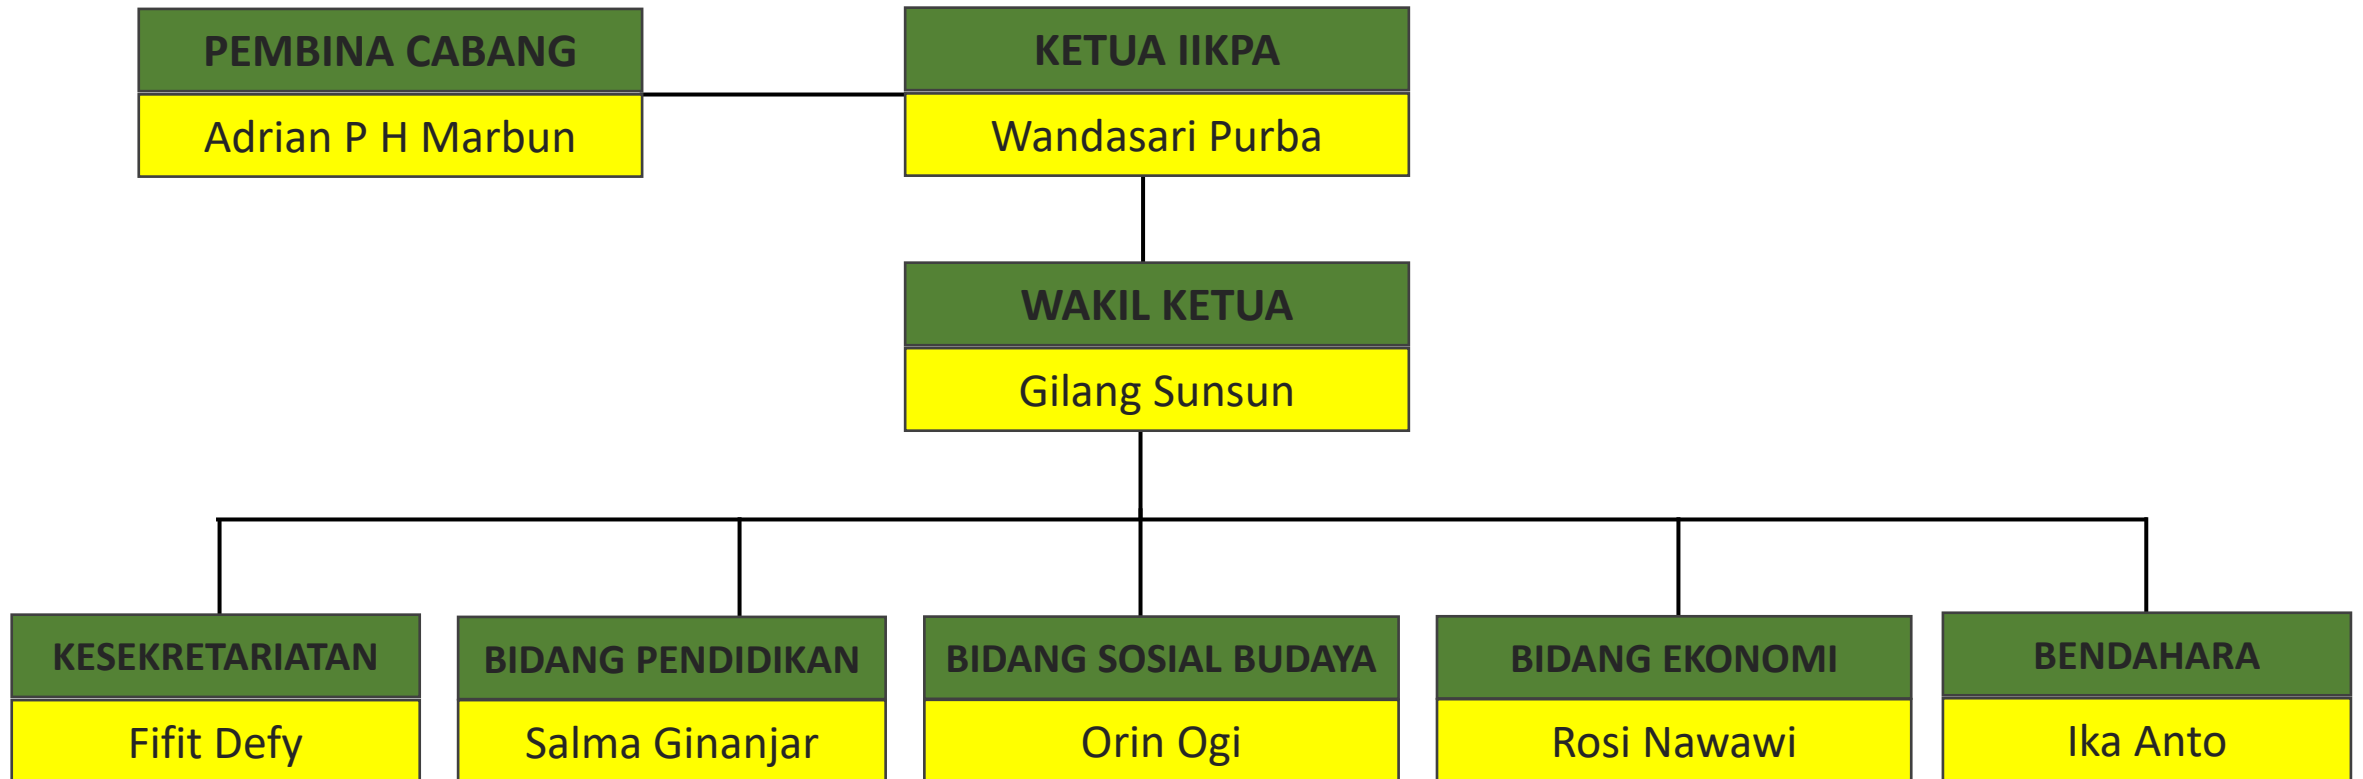 PEMBINA CABANG
Adrian P H Marbun
KETUA IIKPA
Wandasari Purba
WAKIL KETUA
Gilang Sunsun
KESEKRETARIATAN
Fifit Defy
BIDANG PENDIDIKAN
Salma Ginanjar
BIDANG SOSIAL BUDAYA
Orin Ogi
BIDANG EKONOMI
Rosi Nawawi
BENDAHARA
Ika Anto